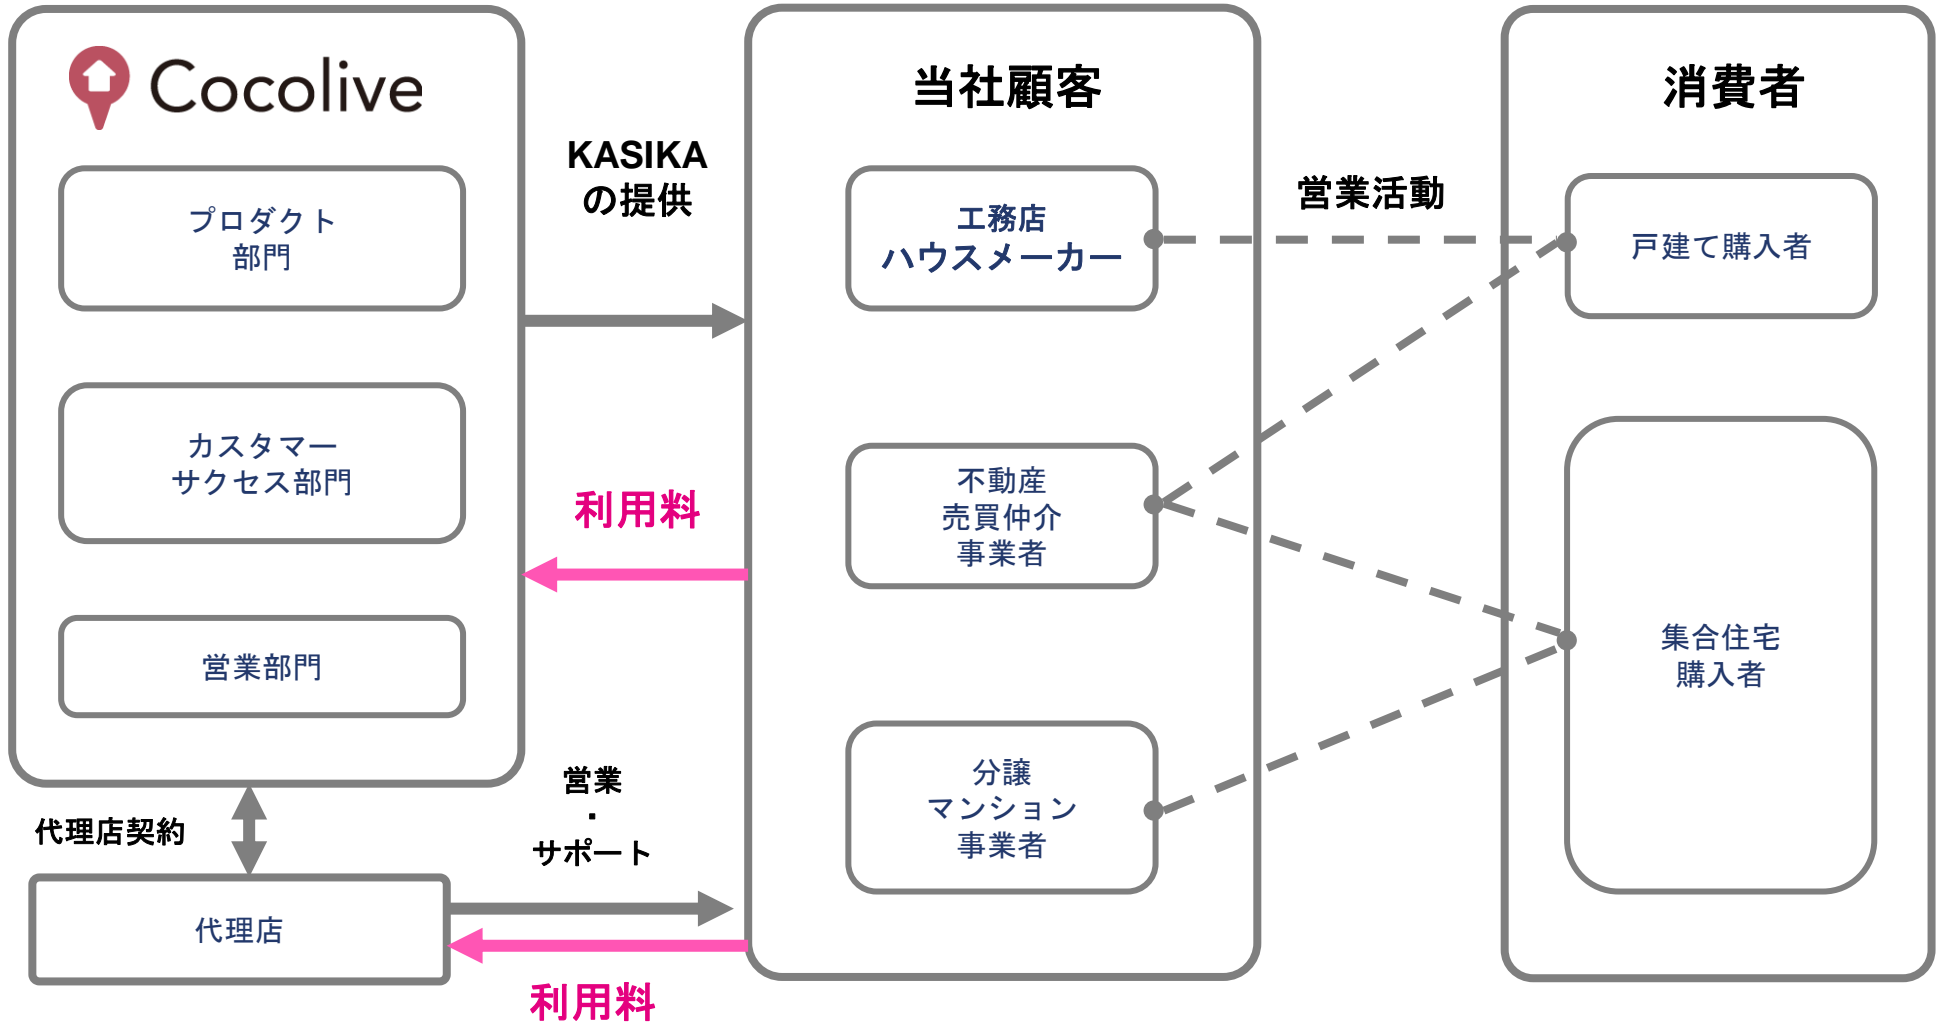 Cocolive
プロダクト
部門
カスタマー
サクセス部門
営業部門
代理店契約
代理店
KASIKA
の提供
利用料
営業
・
サポート
利用料
当社顧客
工務店
ハウスメーカー
不動産
売買仲介
事業者
分譲
マンション
事業者
営業活動
消費者
戸建て購入者
集合住宅
購入者